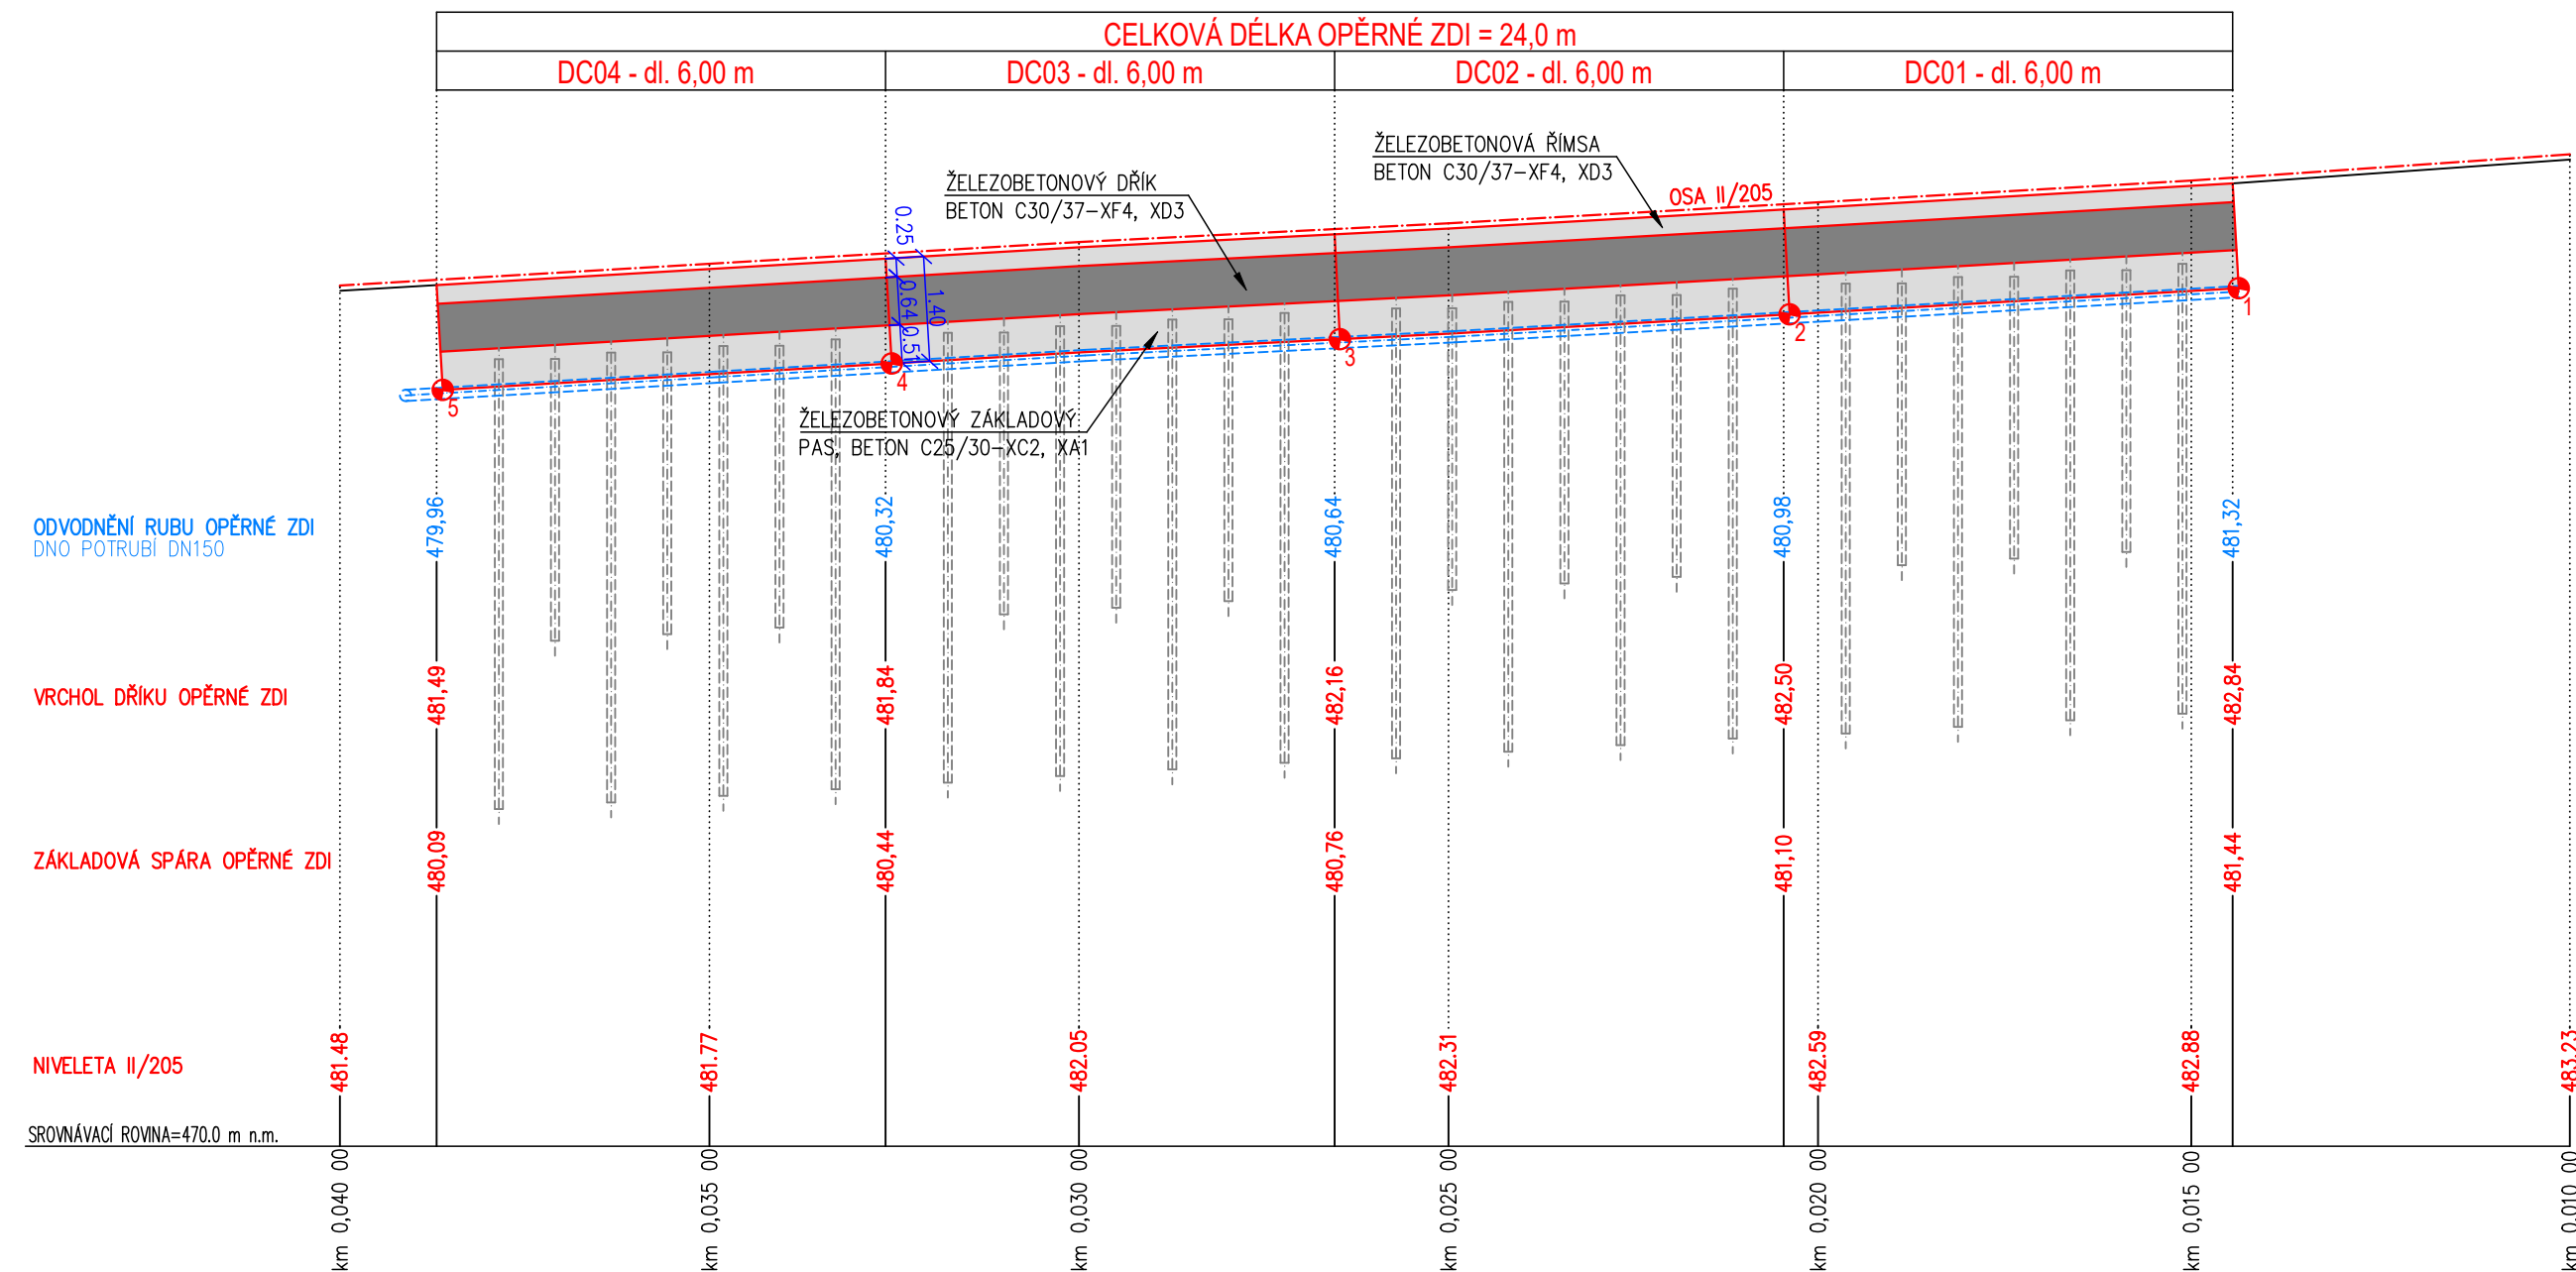 CELKOVÁ DÉLKA OPĚRNÉ ZDI = 24,0 m
DC04 - dl. 6,00 m
DC03 - dl. 6,00 m
DC02 - dl. 6,00 m
DC01 - dl. 6,00 m
ŽELEZOBETONOVÁ ŘÍMSA
BETON C30/37-XF4, XD3
ŽELEZOBETONOVÝ DŘÍK
BETON C30/37-XF4, XD3
OSA II/205
0.25
0.64
0.51
1.40
1
2
3
4
5
ŽELEZOBETONOVÝ ZÁKLADOVÝ
PAS, BETON C25/30-XC2, XA1
ODVODNĚNÍ RUBU OPĚRNÉ ZDI
DNO POTRUBÍ DN150
479,96
480,32
480,64
480,98
481,32
VRCHOL DŘÍKU OPĚRNÉ ZDI
481,49
481,84
482,16
482,50
482,84
ZÁKLADOVÁ SPÁRA OPĚRNÉ ZDI
480,09
480,44
480,76
481,10
481,44
NIVELETA II/205
481.48
481.77
482.05
482.31
482.59
482.88
483.23
SROVNÁVACÍ ROVINA=470.0 m n.m.
km 0,040 00
km 0,035 00
km 0,030 00
km 0,025 00
km 0,020 00
km 0,015 00
km 0,010 00